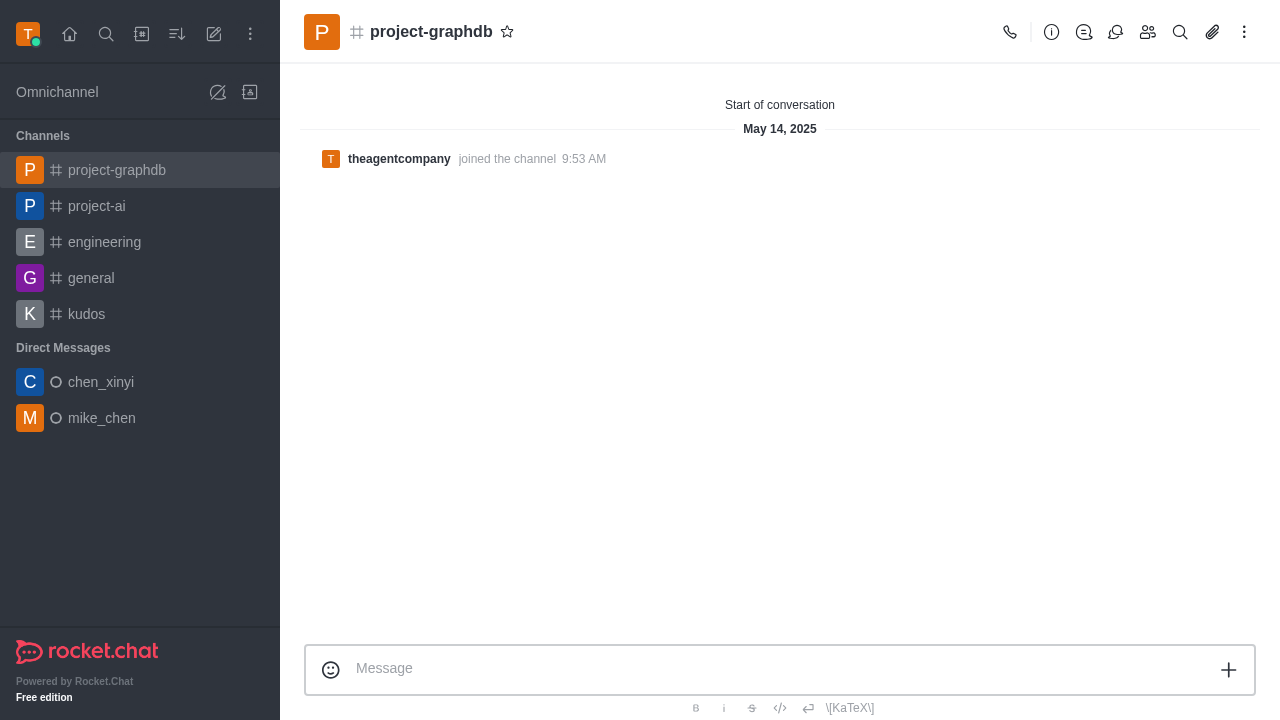 T
Omnichannel
Channels
P project-graphdb
P project-ai
E engineering
G general
K kudos
Direct Messages
C chen_xinyi
M mike_chen
rocket.chat
Powered by Rocket.Chat
Free edition
P project-graphdb
Start of conversation
May 14, 2025
T theagentcompany joined the channel 9:53 AM
Message
B i S </> \[KaTeX\]